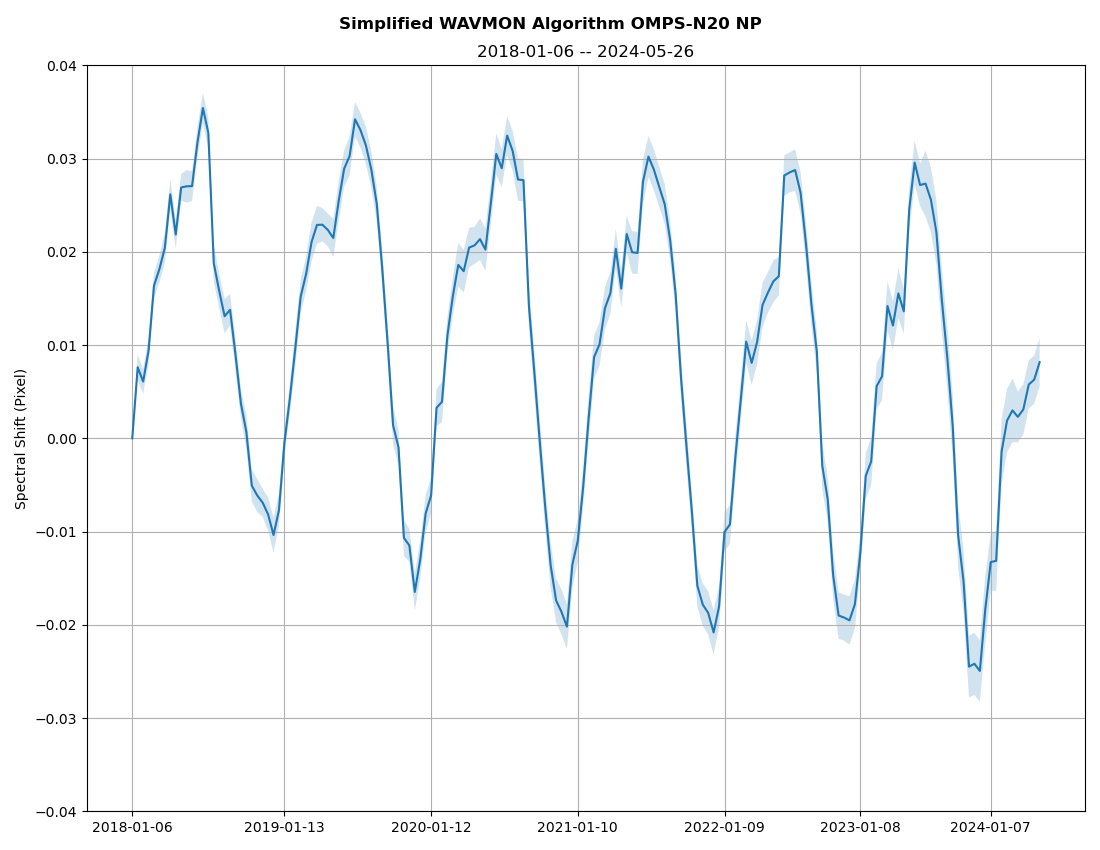 Simplified WAVMON Algorithm OMPS-N20 NP
2018-01-06 -- 2024-05-26
Spectral Shift (Pixel)
0.04
0.03
0.02
0.01
0.00
−0.01
−0.02
−0.03
−0.04
2018-01-06 2019-01-13 2020-01-12 2021-01-10 2022-01-09 2023-01-08 2024-01-07